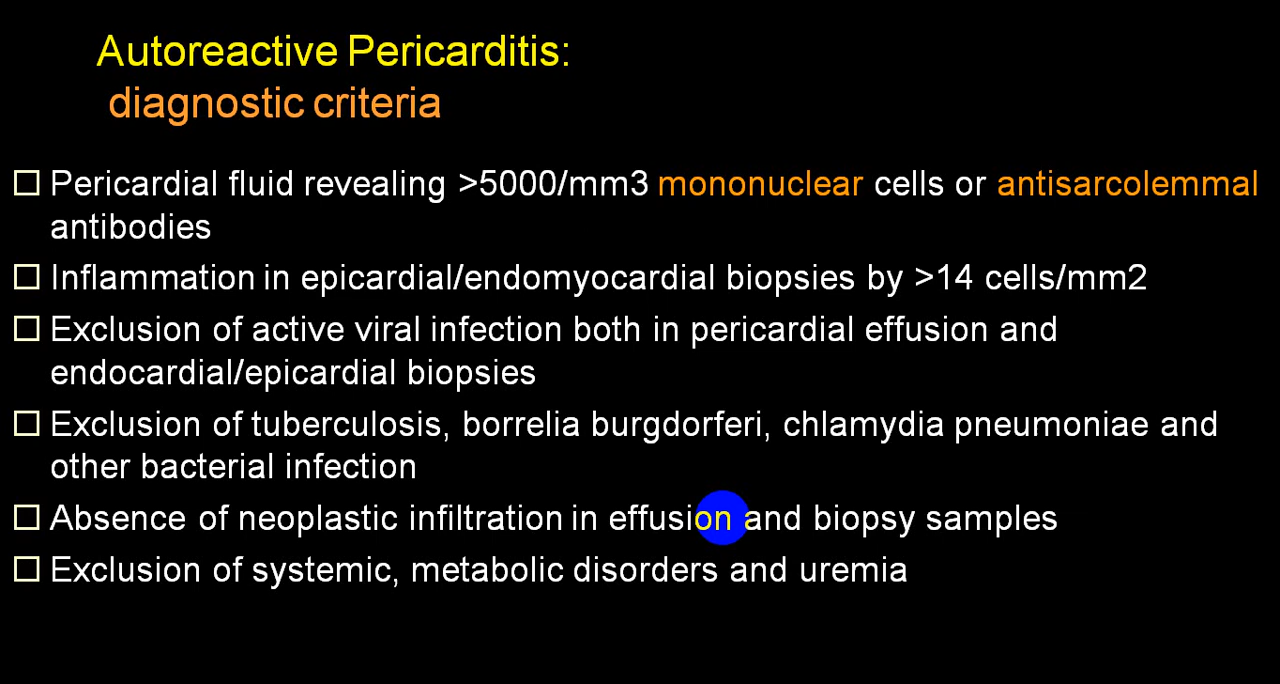 Autoreactive Pericarditis:
diagnostic criteria
Pericardial fluid revealing >5000/mm3 mononuclear cells or antisarcolemmal
antibodies
Inflammation in epicardial/endomyocardial biopsies by >14 cells/mm2
Exclusion of active viral infection both in pericardial effusion and
endocardial/epicardial biopsies
Exclusion of tuberculosis, borrelia burgdorferi, chlamydia pneumoniae and
other bacterial infection
Absence of neoplastic infiltration in effusion and biopsy samples
Exclusion of systemic, metabolic disorders and uremia